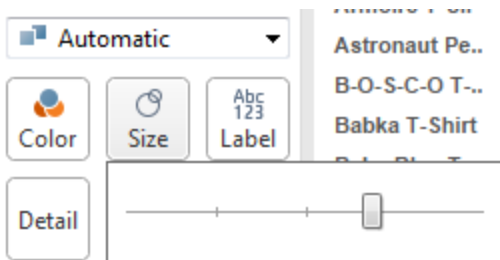 Automatic
Color
Size
Abc
123
Label
Detail
Astronaut Pe..
B-O-S-C-O T-..
Babka T-Shirt